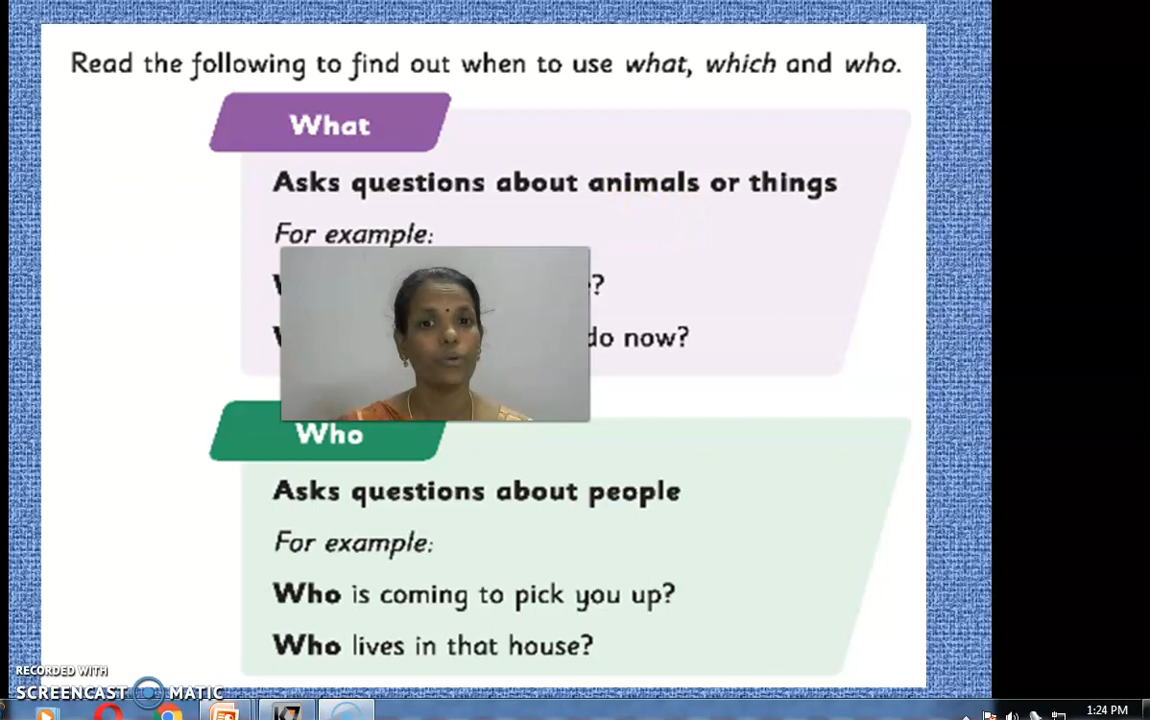 Read the following to find out when to use what, which and who.
What
Asks questions about animals or things
For example:
?
do now?
Who
Asks questions about people
For example:
Who is coming to pick you up?
Who lives in that house?
RECORDED WITH
SCREENCAST MATIC
1:24 PM